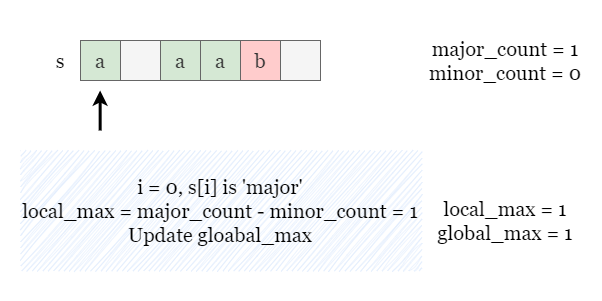 s a a a b
major_count = 1
minor_count = 0
i = 0, s[i] is 'major'
local_max = major_count - minor_count = 1
Update gloabal_max
local_max = 1
global_max = 1